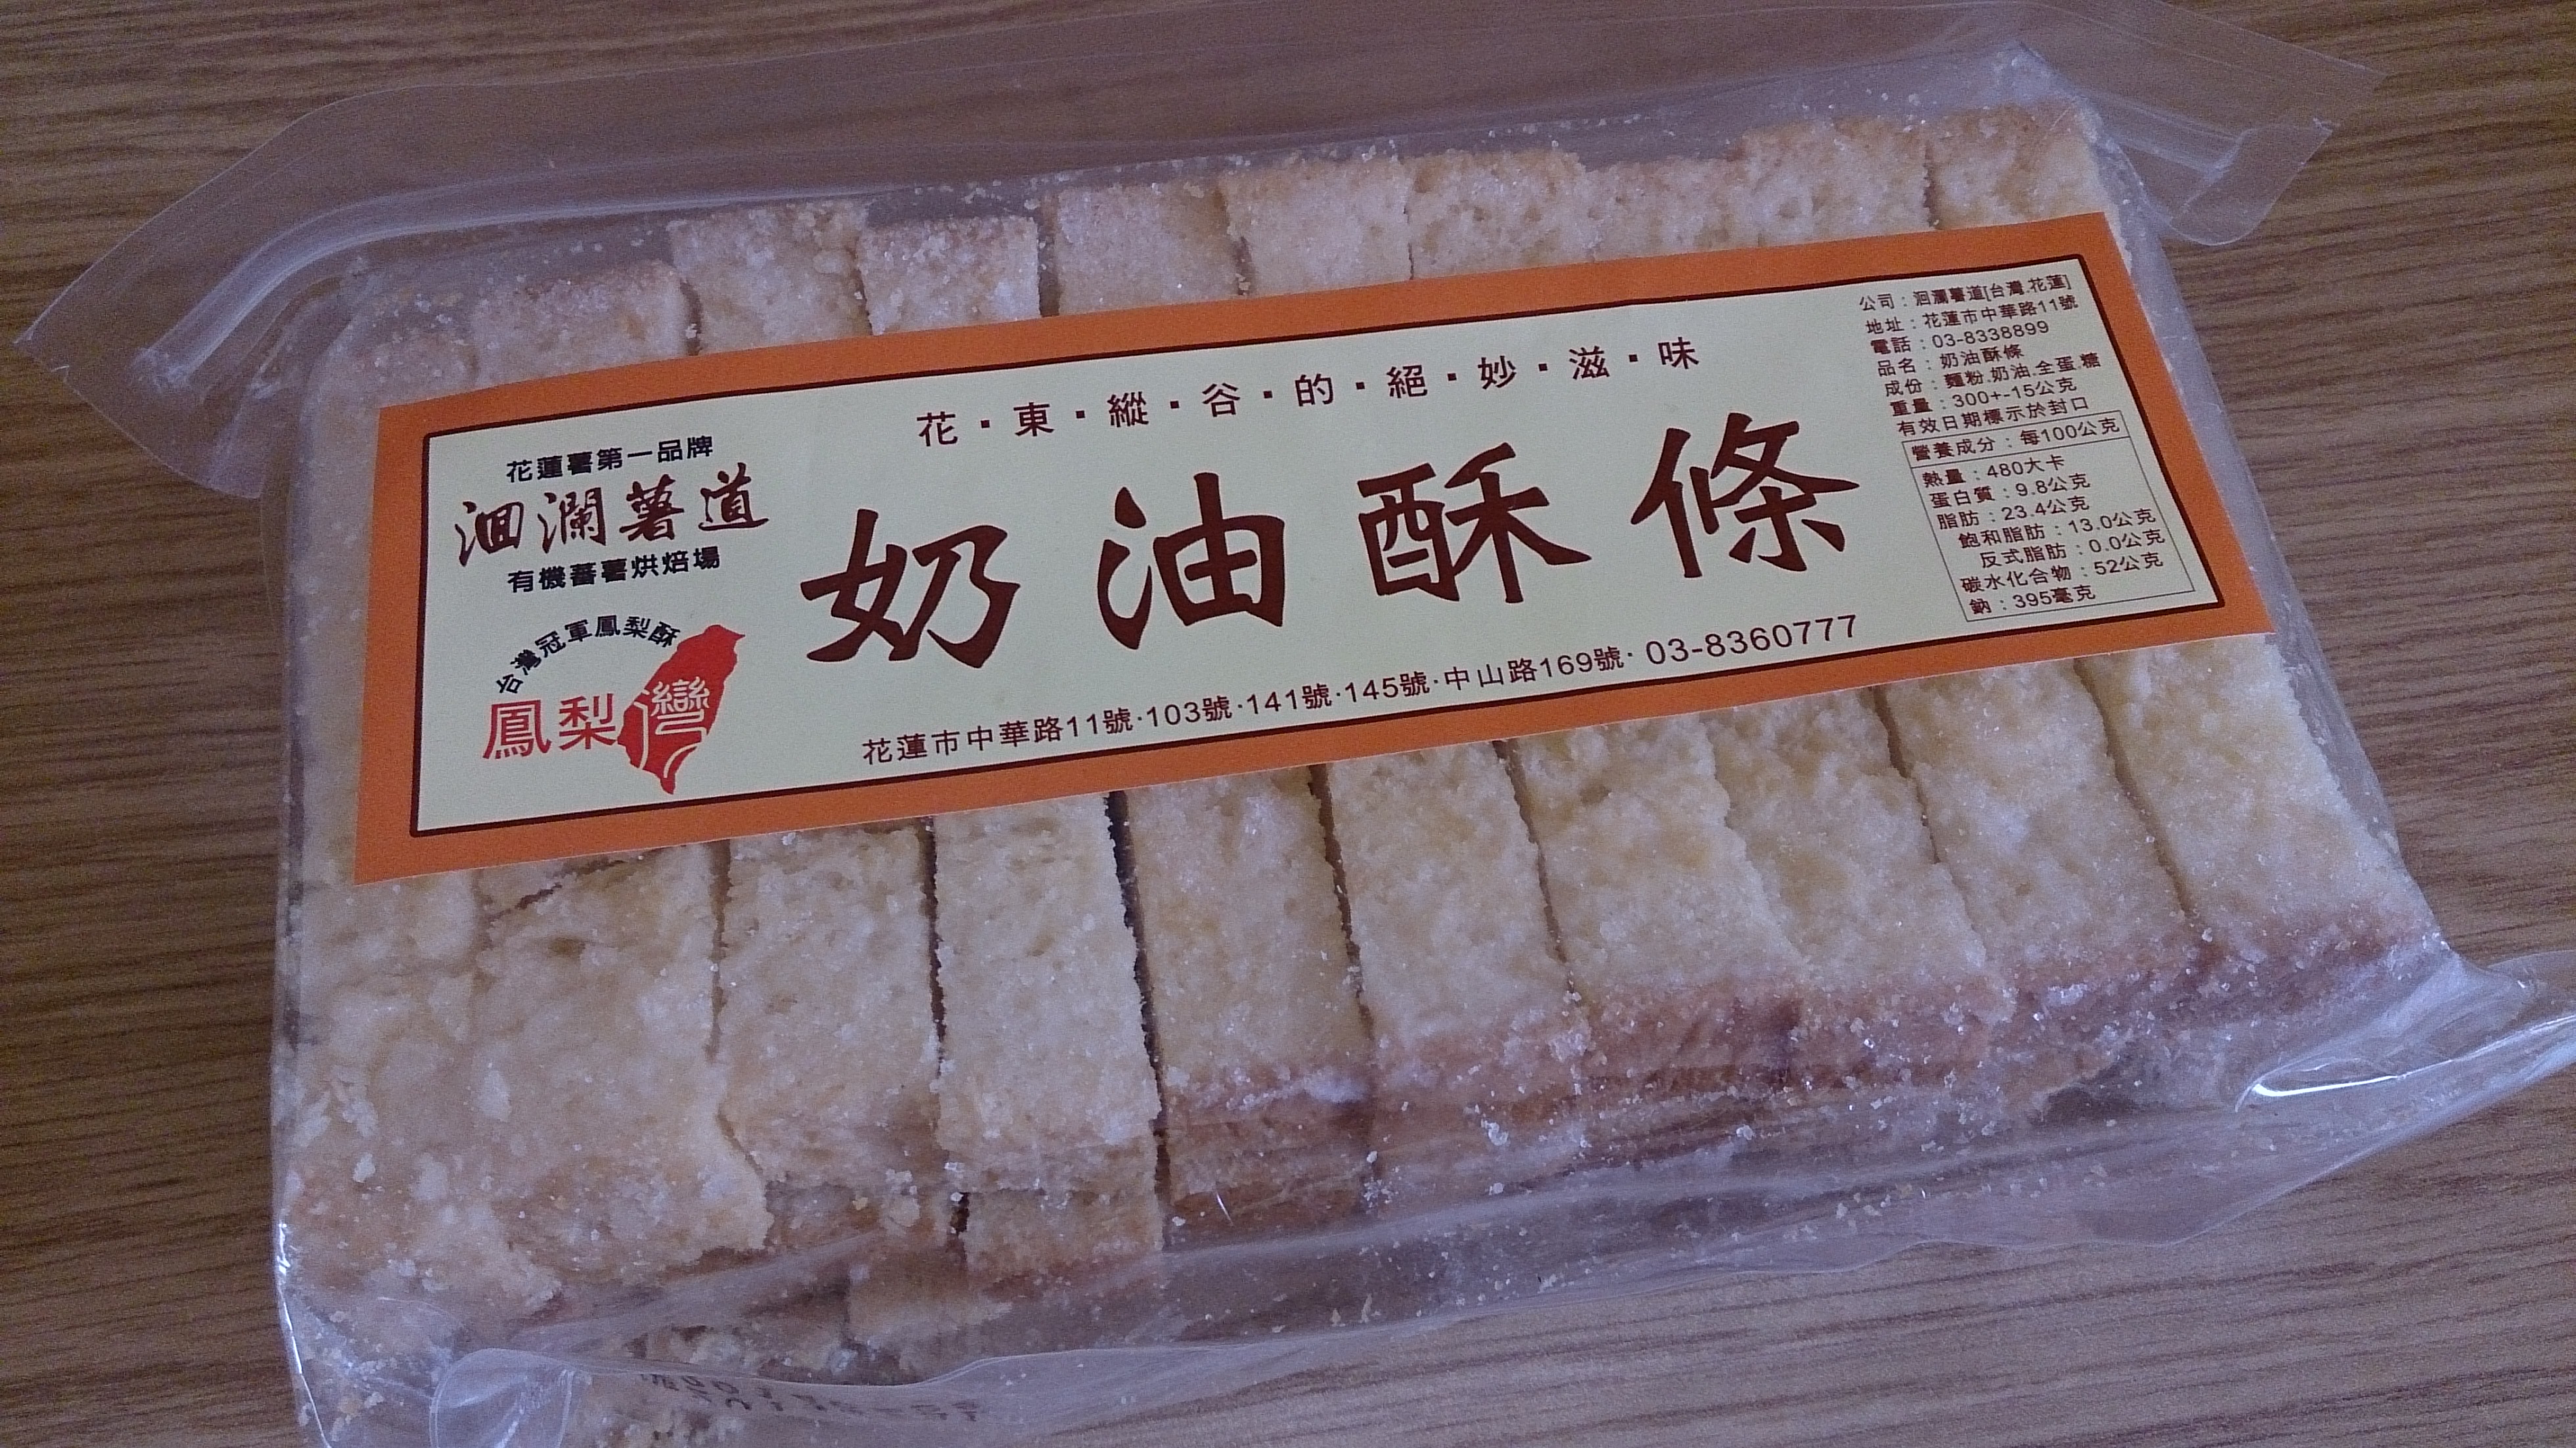 花蓮薯第一品牌
洄瀾薯道
有機蕃薯烘焙場
台灣冠軍鳳梨酥
鳳梨灣
花·東·縱·谷·的·絕·妙·滋·味
奶油酥條
花蓮市中華路11號·103號·141號·145號·中山路169號· 03-8360777
公司：洄瀾薯道[台灣.花蓮]
地址：花蓮市中華路11號
電話：03-8338899
品名：奶油酥條
成份：麵粉.奶油.全蛋.糖
重量：300+-15公克
有效日期標示於封口
營養成分：每100公克
熱量：480大卡
蛋白質：9.8公克
脂肪：23.4公克
飽和脂肪：13.0公克
反式脂肪：0.0公克
碳水化合物：52公克
鈉：395毫克